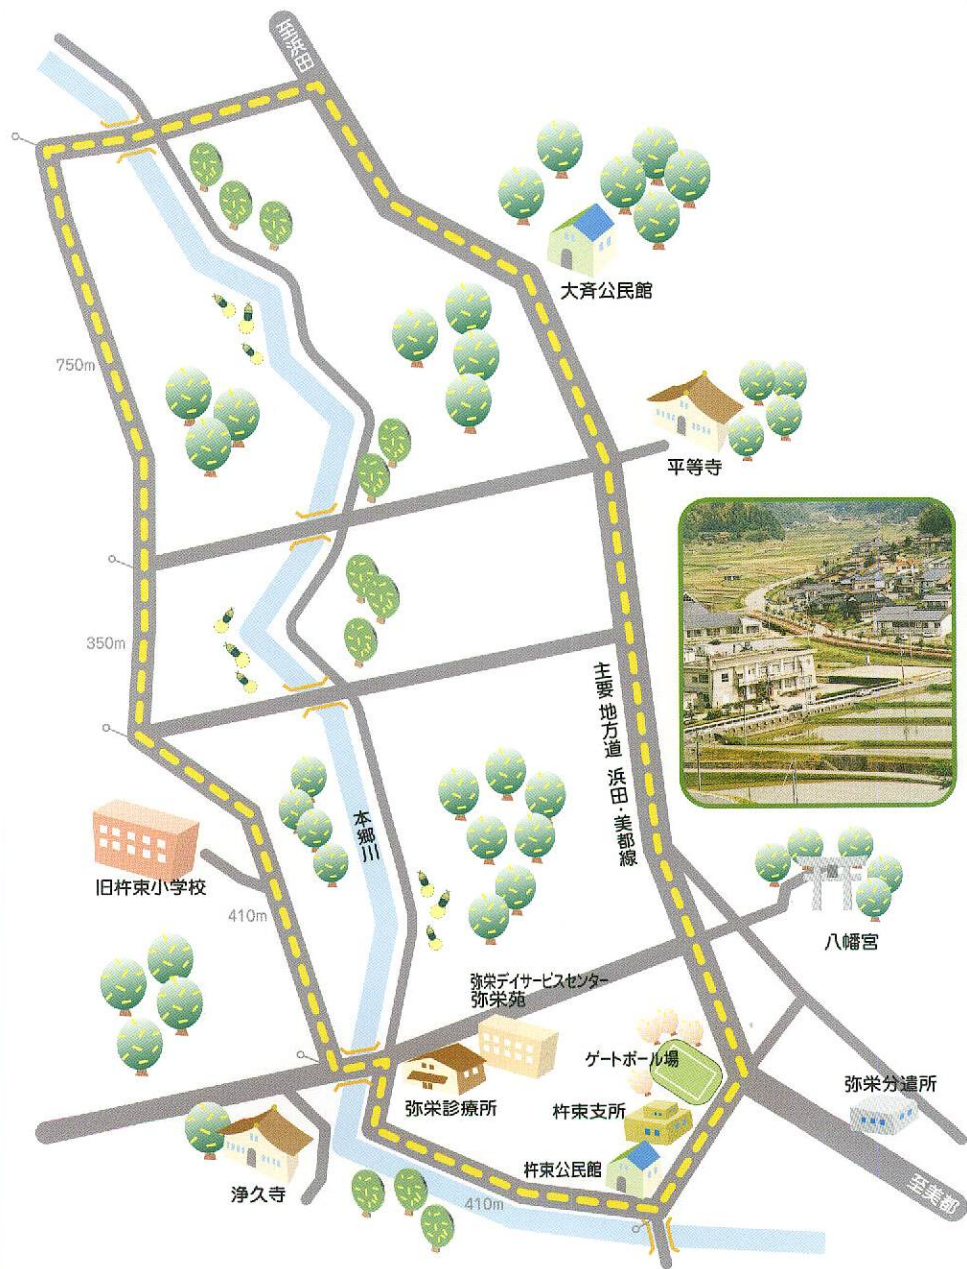 至浜田
大斉公民館
750m
平等寺
350m
主要地方道 浜田・美都線
本郷川
旧杵束小学校
410m
八幡宮
弥栄デイサービスセンター
弥栄苑
ゲートボール場
弥栄診療所
杵束支所
弥栄分遣所
杵束公民館
浄久寺
410m
至美都